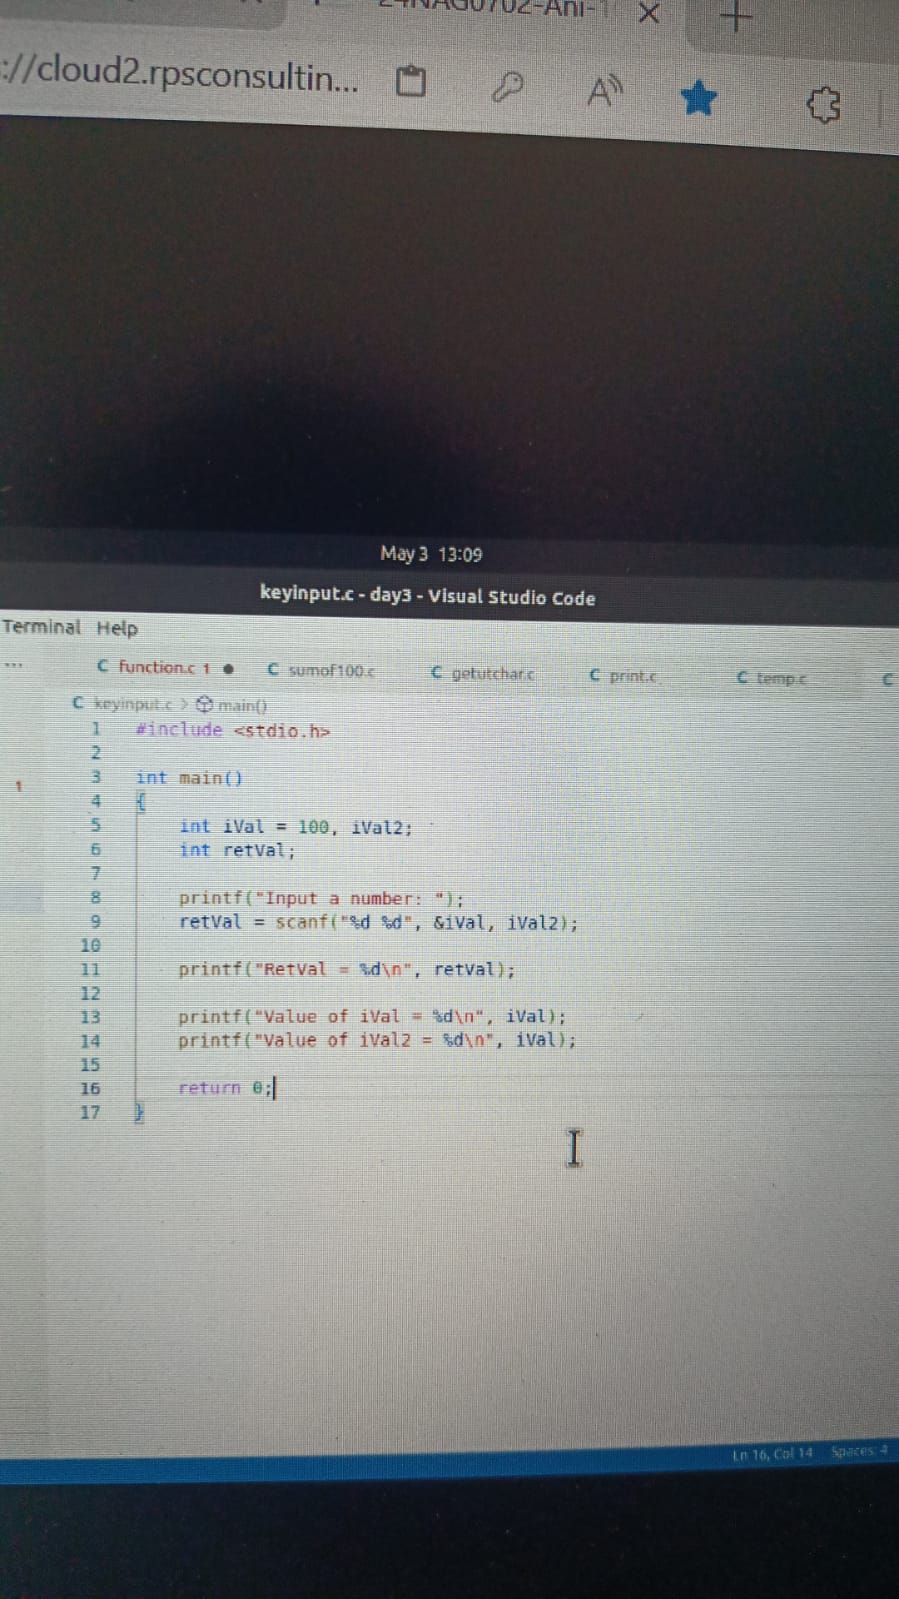 ://cloud2.rpsconsultin...
May 3 13:09
keyinput.c - day3 - Visual Studio Code
Terminal Help
... C function.c 1 ● C sumof100.c C getutchar.c C print.c C temp.c C
C keyinput.c > main()
1 #include <stdio.h>
2
3 int main()
1
4 {
5 int iVal = 100, iVal2;
6 int retVal;
7
8 printf("Input a number: ");
9 retVal = scanf("%d %d", &iVal, iVal2);
10
11 printf("RetVal = %d\n", retVal);
12
13 printf("Value of iVal = %d\n", iVal);
14 printf("Value of iVal2 = %d\n", iVal);
15
16 return 0;
17 }
Ln 16, Col 14 Spaces: 4